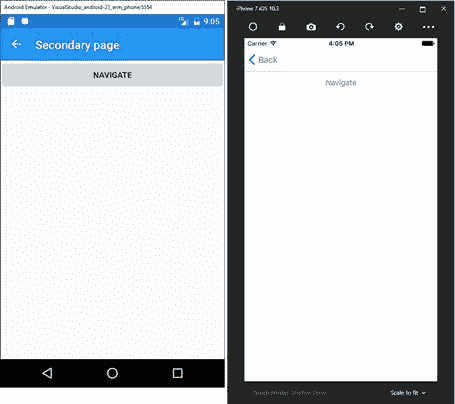 Android Emulator - VisualStudio_android-23_arm_phone:5554
9:05
Secondary page
NAVIGATE
iPhone 7 iOS 10.3
Carrier
4:05 PM
Back
Navigate
Scale to fit